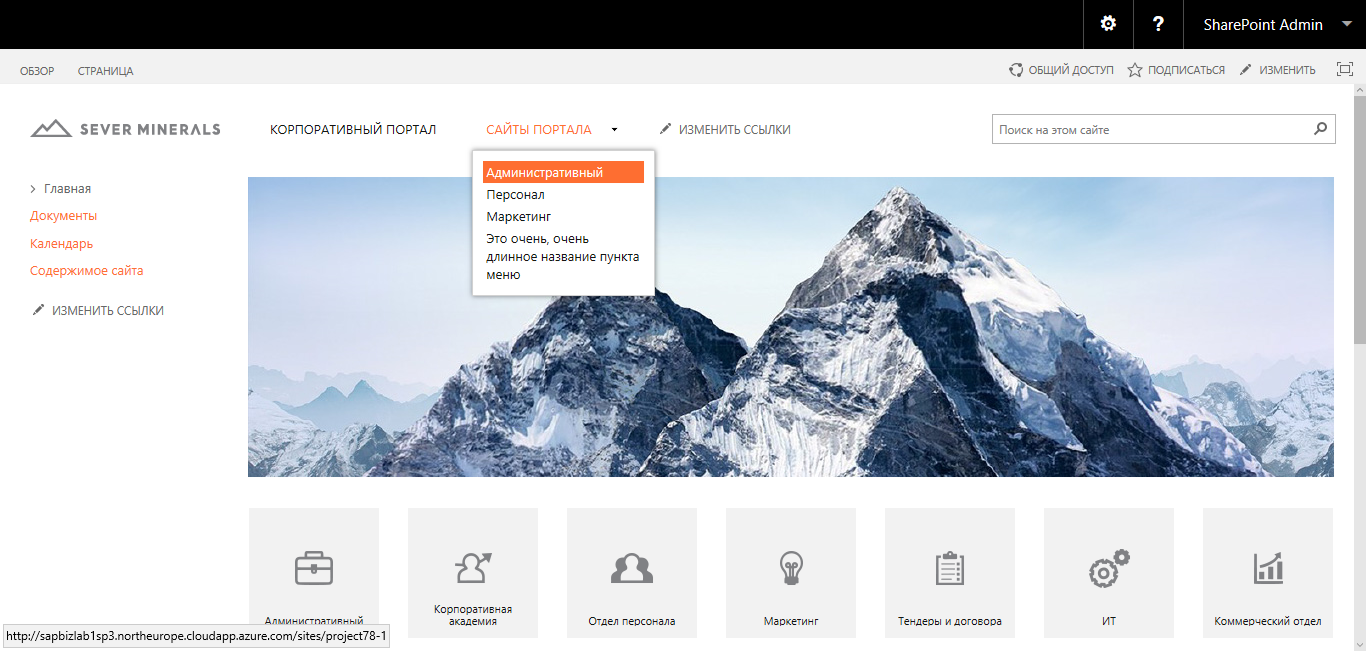 SharePoint Admin
ОБЗОР СТРАНИЦА ОБЩИЙ ДОСТУП ПОДПИСАТЬСЯ ИЗМЕНИТЬ
SEVER MINERALS КОРПОРАТИВНЫЙ ПОРТАЛ САЙТЫ ПОРТАЛА ИЗМЕНИТЬ ССЫЛКИ Поиск на этом сайте
Административный
Персонал
Маркетинг
Это очень, очень
длинное название пункта
меню
Главная
Документы
Календарь
Содержимое сайта
ИЗМЕНИТЬ ССЫЛКИ
Административный
Корпоративная
академия
Отдел персонала
Маркетинг
Тендеры и договора
ИТ
Коммерческий отдел
http://sapbizlab1sp3.northeurope.cloudapp.azure.com/sites/project78-1